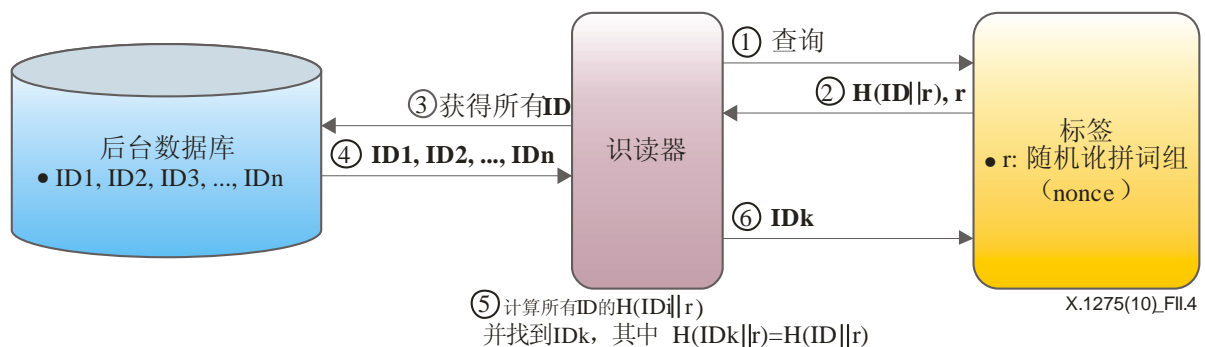 ① 查询
② H(ID||r), r
③ 获得所有ID
④ ID1, ID2, ..., IDn
后台数据库
• ID1, ID2, ID3, ..., IDn
识读器
标签
• r: 随机讹拼词组
（nonce）
⑥ IDk
⑤ 计算所有ID的H(IDi||r)
并找到IDk，其中 H(IDk||r)=H(ID||r)
X.1275(10)_FII.4